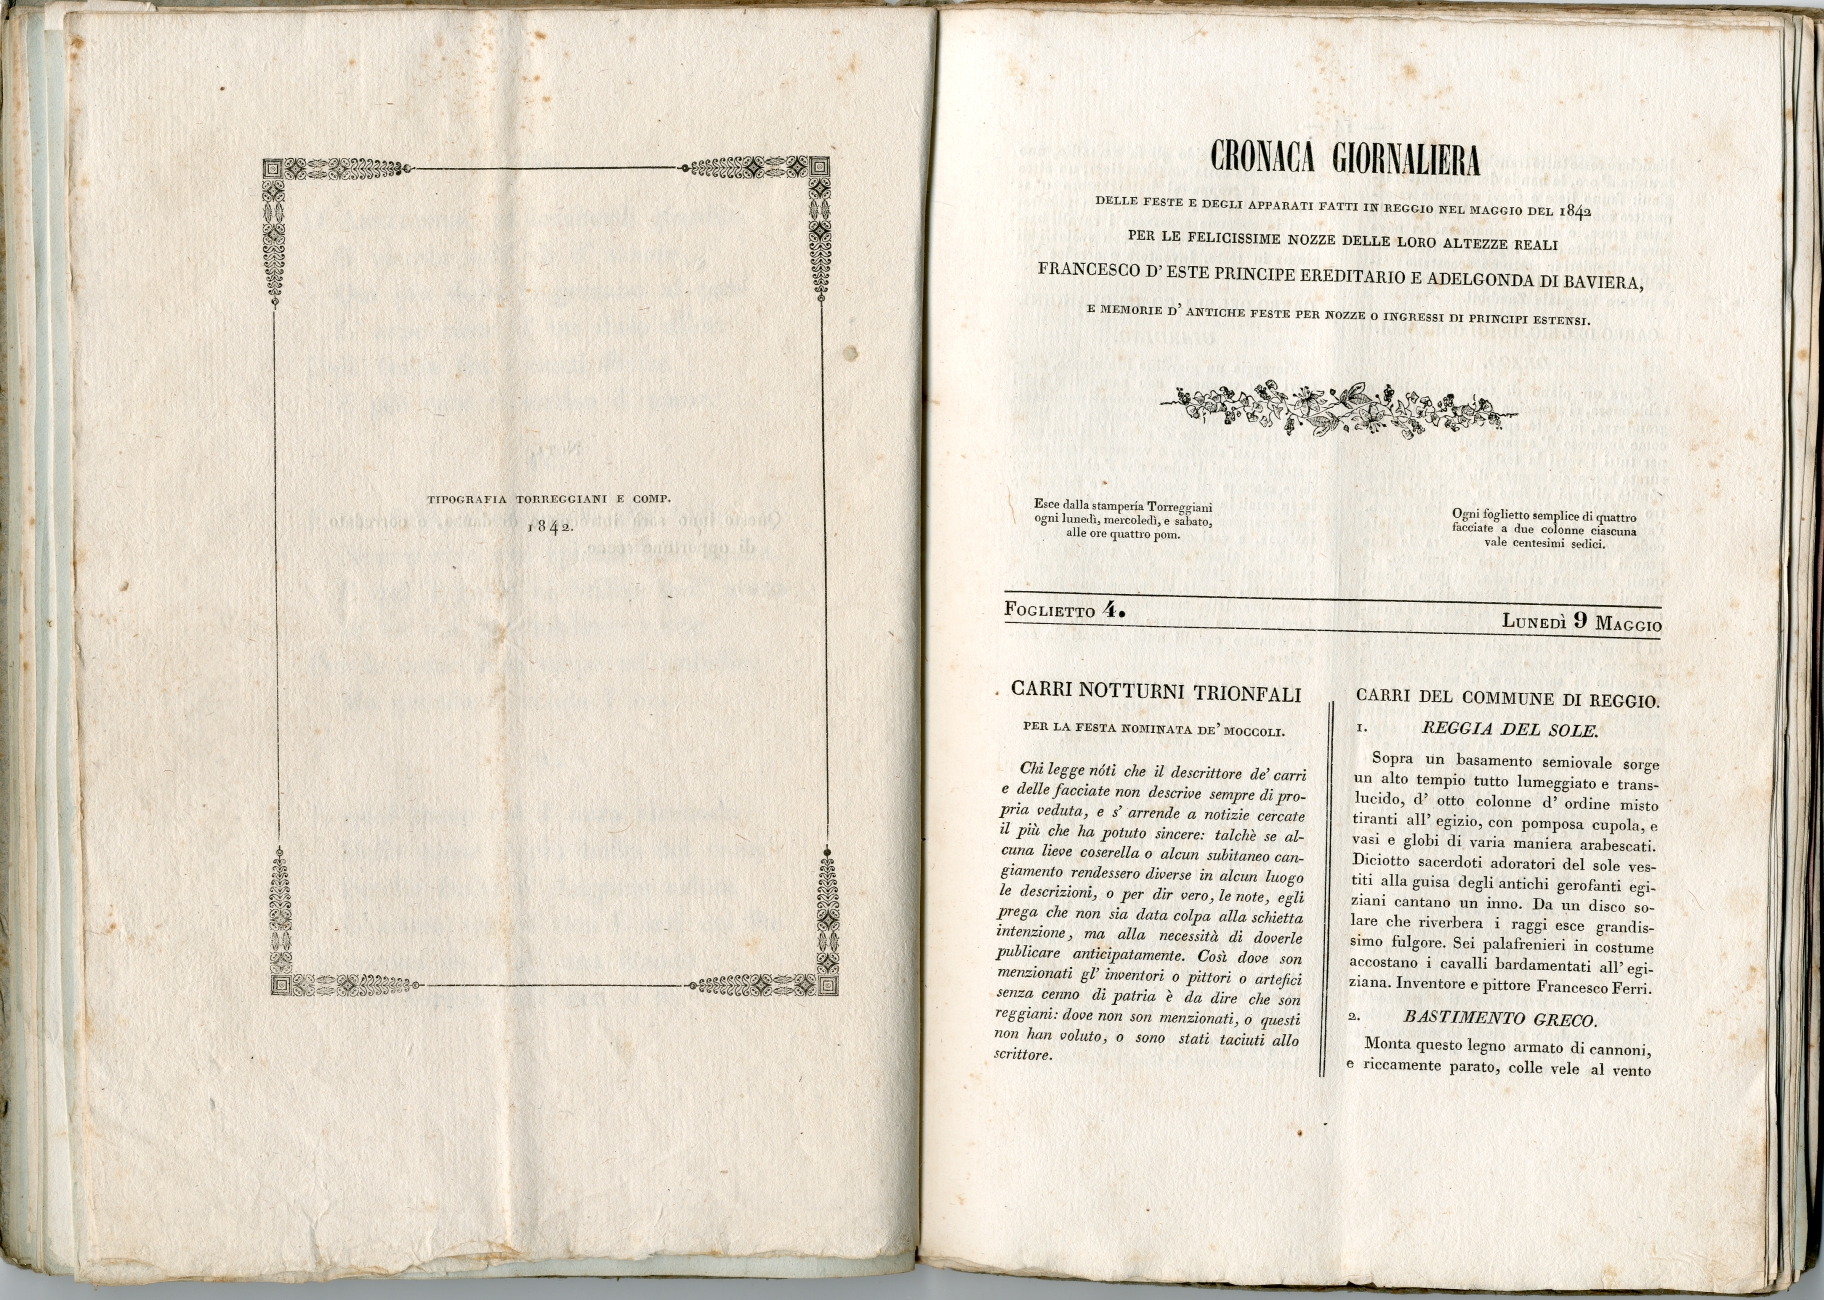 TIPOGRAFIA TORREGGIANI E COMP.
1842.
CRONACA GIORNALIERA
DELLE FESTE E DEGLI APPARATI FATTI IN REGGIO NEL MAGGIO DEL 1842
PER LE FELICISSIME NOZZE DELLE LORO ALTEZZE REALI
FRANCESCO D' ESTE PRINCIPE EREDITARIO E ADELGONDA DI BAVIERA,
E MEMORIE D' ANTICHE FESTE PER NOZZE O INGRESSI DI PRINCIPI ESTENSI.
Esce dalla stamperia Torreggiani
ogni lunedì, mercoledì, e sabato,
alle ore quattro pom.
Ogni foglietto semplice di quattro
facciate a due colonne ciascuna
vale centesimi sedici.
FOGLIETTO 4.
LUNEDÌ 9 MAGGIO
CARRI NOTTURNI TRIONFALI
PER LA FESTA NOMINATA DE' MOCCOLI.
Chi legge nóti che il descrittore de' carri
e delle facciate non descrive sempre di pro-
pria veduta, e s' arrende a notizie cercate
il più che ha potuto sincere: talchè se al-
cuna lieve coserella o alcun subitaneo can-
giamento rendessero diverse in alcun luogo
le descrizioni, o per dir vero, le note, egli
prega che non sia data colpa alla schietta
intenzione, ma alla necessità di doverle
publicare anticipatamente. Così dove son
menzionati gl' inventori o pittori o artefici
senza cenno di patria è da dire che son
reggiani: dove non son menzionati, o questi
non han voluto, o sono stati taciuti allo
scrittore.
CARRI DEL COMMUNE DI REGGIO.
1. REGGIA DEL SOLE.
Sopra un basamento semiovale sorge
un alto tempio tutto lumeggiato e trans-
lucido, d' otto colonne d' ordine misto
tiranti all' egizio, con pomposa cupola, e
vasi e globi di varia maniera arabescati.
Diciotto sacerdoti adoratori del sole ves-
titi alla guisa degli antichi gerofanti egi-
ziani cantano un inno. Da un disco so-
lare che riverbera i raggi esce grandis-
simo fulgore. Sei palafrenieri in costume
accostano i cavalli bardamentati all' egi-
ziana. Inventore e pittore Francesco Ferri.
2. BASTIMENTO GRECO.
Monta questo legno armato di cannoni,
e riccamente parato, colle vele al vento